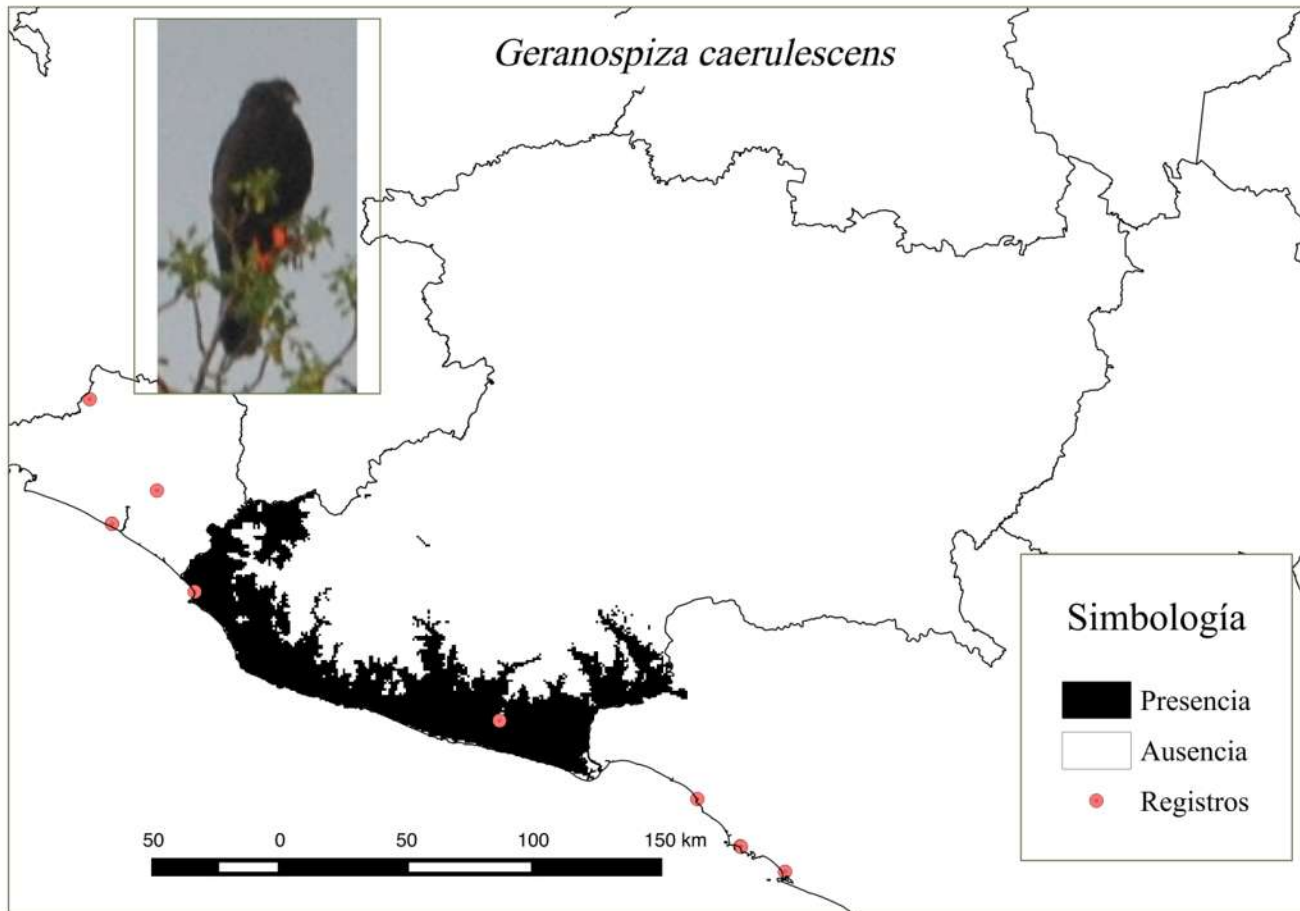 Geranospiza caerulescens
Simbología
Presencia
Ausencia
Registros
50 0 50 100 150 km